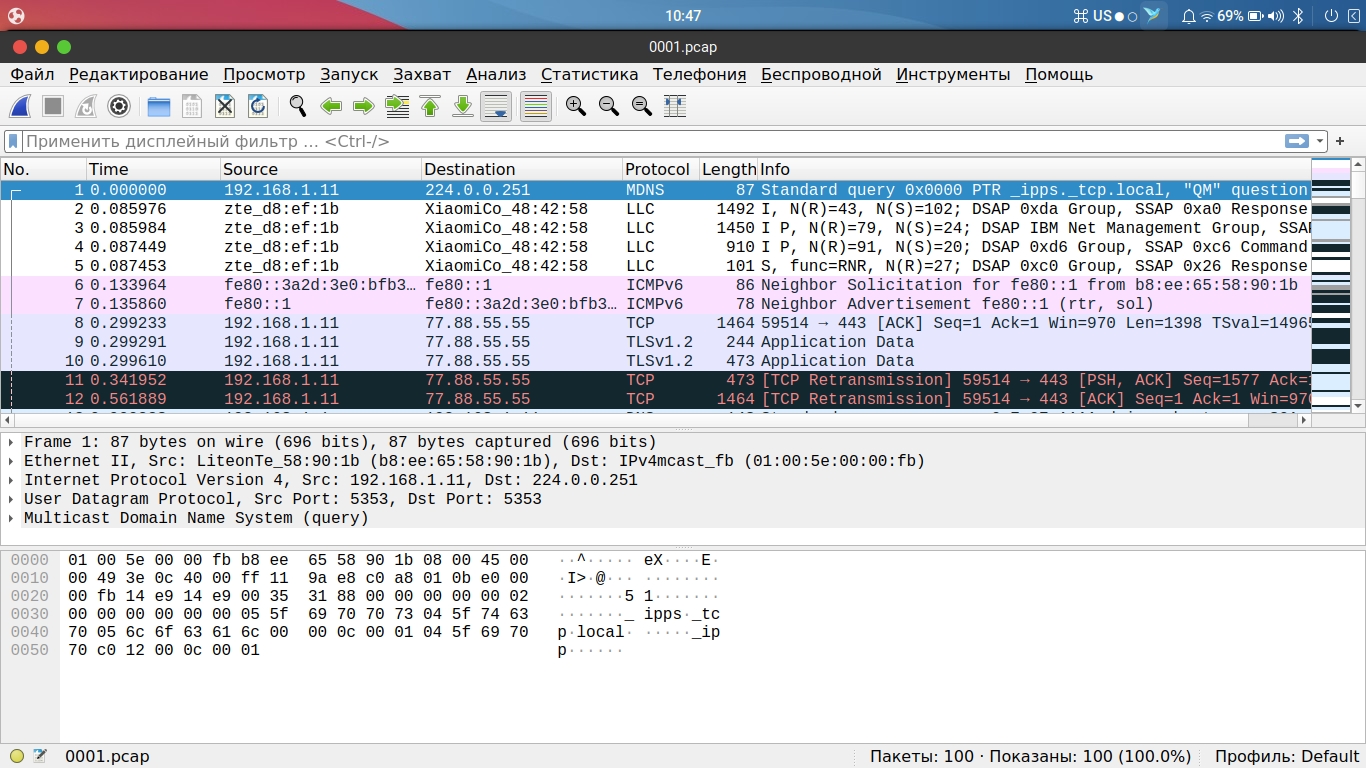 10:47
US
69%
0001.pcap
Файл Редактирование Просмотр Запуск Захват Анализ Статистика Телефония Беспроводной Инструменты Помощь
Применить дисплейный фильтр … <Ctrl-/>
No. Time Source Destination Protocol Length Info
1 0.000000 192.168.1.11 224.0.0.251 MDNS 87 Standard query 0x0000 PTR _ipps._tcp.local, "QM" question
2 0.085976 zte_d8:ef:1b XiaomiCo_48:42:58 LLC 1492 I, N(R)=43, N(S)=102; DSAP 0xda Group, SSAP 0xa0 Response
3 0.085984 zte_d8:ef:1b XiaomiCo_48:42:58 LLC 1450 I P, N(R)=79, N(S)=24; DSAP IBM Net Management Group, SSA
4 0.087449 zte_d8:ef:1b XiaomiCo_48:42:58 LLC 910 I P, N(R)=91, N(S)=20; DSAP 0xd6 Group, SSAP 0xc6 Command
5 0.087453 zte_d8:ef:1b XiaomiCo_48:42:58 LLC 101 S, func=RNR, N(R)=27; DSAP 0xc0 Group, SSAP 0x26 Response
6 0.133964 fe80::3a2d:3e0:bfb3… fe80::1 ICMPv6 86 Neighbor Solicitation for fe80::1 from b8:ee:65:58:90:1b
7 0.135860 fe80::1 fe80::3a2d:3e0:bfb3… ICMPv6 78 Neighbor Advertisement fe80::1 (rtr, sol)
8 0.299233 192.168.1.11 77.88.55.55 TCP 1464 59514 → 443 [ACK] Seq=1 Ack=1 Win=970 Len=1398 TSval=1496
9 0.299291 192.168.1.11 77.88.55.55 TLSv1.2 244 Application Data
10 0.299610 192.168.1.11 77.88.55.55 TLSv1.2 473 Application Data
11 0.341952 192.168.1.11 77.88.55.55 TCP 473 [TCP Retransmission] 59514 → 443 [PSH, ACK] Seq=1577 Ack=
12 0.561889 192.168.1.11 77.88.55.55 TCP 1464 [TCP Retransmission] 59514 → 443 [ACK] Seq=1 Ack=1 Win=970
Frame 1: 87 bytes on wire (696 bits), 87 bytes captured (696 bits)
Ethernet II, Src: LiteonTe_58:90:1b (b8:ee:65:58:90:1b), Dst: IPv4mcast_fb (01:00:5e:00:00:fb)
Internet Protocol Version 4, Src: 192.168.1.11, Dst: 224.0.0.251
User Datagram Protocol, Src Port: 5353, Dst Port: 5353
Multicast Domain Name System (query)
0000 01 00 5e 00 00 fb b8 ee 65 58 90 1b 08 00 45 00 ··^····· eX····E·
0010 00 49 3e 0c 40 00 ff 11 9a e8 c0 a8 01 0b e0 00 ·I>·@··· ········
0020 00 fb 14 e9 14 e9 00 35 31 88 00 00 00 00 00 02 ·······5 1·······
0030 00 00 00 00 00 00 05 5f 69 70 70 73 04 5f 74 63 ·······_ ipps·_tc
0040 70 05 6c 6f 63 61 6c 00 00 0c 00 01 04 5f 69 70 p·local· ·····_ip
0050 70 c0 12 00 0c 00 01 p······
0001.pcap Пакеты: 100 · Показаны: 100 (100.0%) Профиль: Default